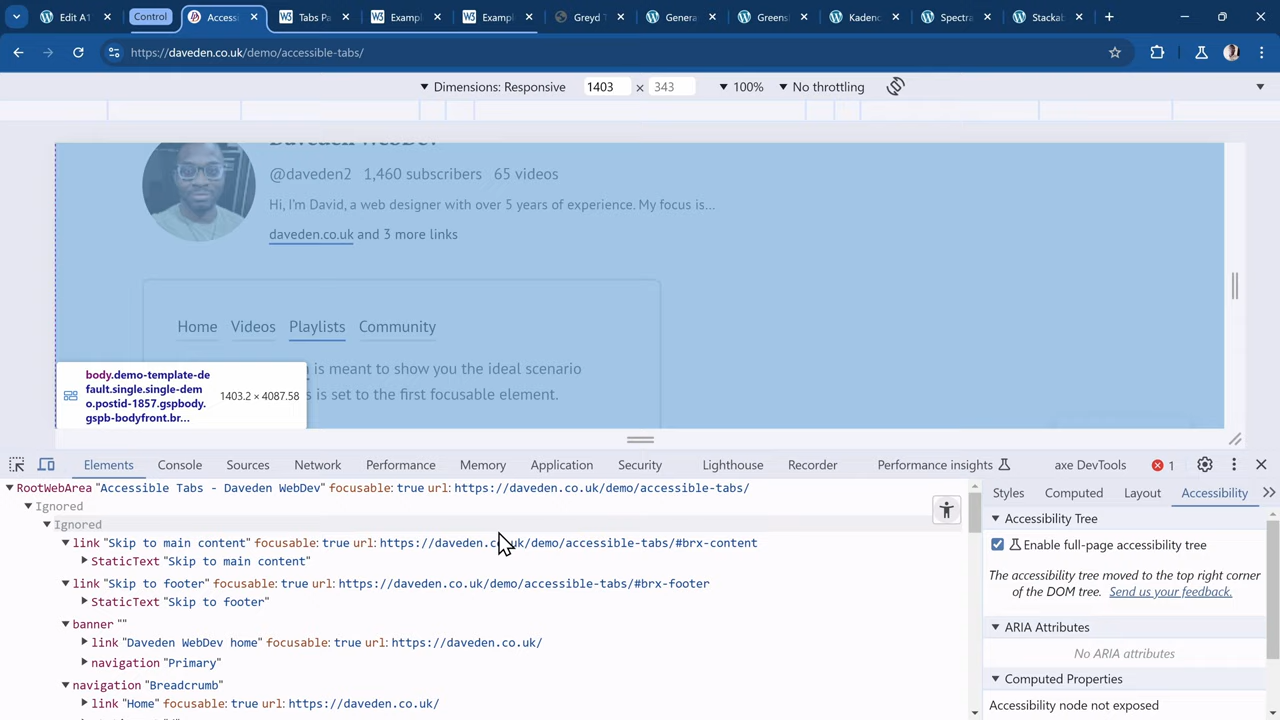 Edit A1
Control
Access
Tabs Pa
Exampl
Exampl
Greyd T
Genera
Greens
Kadenc
Spectra
Stackab
https://daveden.co.uk/demo/accessible-tabs/
Dimensions: Responsive 1403 × 343 100% No throttling
Daveden WebDev
@daveden2 1,460 subscribers 65 videos
Hi, I'm David, a web designer with over 5 years of experience. My focus is...
daveden.co.uk and 3 more links
Home Videos Playlists Community
is meant to show you the ideal scenario
s is set to the first focusable element.
body.demo-template-de
fault.single.single-dem
o.postid-1857.gspbody.
gspb-bodyfront.br...
1403.2 × 4087.58
Elements Console Sources Network Performance Memory Application Security Lighthouse Recorder Performance insights axe DevTools 1
RootWebArea "Accessible Tabs - Daveden WebDev" focusable: true url: https://daveden.co.uk/demo/accessible-tabs/
Ignored
Ignored
link "Skip to main content" focusable: true url: https://daveden.co.uk/demo/accessible-tabs/#brx-content
StaticText "Skip to main content"
link "Skip to footer" focusable: true url: https://daveden.co.uk/demo/accessible-tabs/#brx-footer
StaticText "Skip to footer"
banner ""
link "Daveden WebDev home" focusable: true url: https://daveden.co.uk/
navigation "Primary"
navigation "Breadcrumb"
link "Home" focusable: true url: https://daveden.co.uk/
Styles Computed Layout Accessibility
Accessibility Tree
Enable full-page accessibility tree
The accessibility tree moved to the top right corner
of the DOM tree. Send us your feedback.
ARIA Attributes
No ARIA attributes
Computed Properties
Accessibility node not exposed